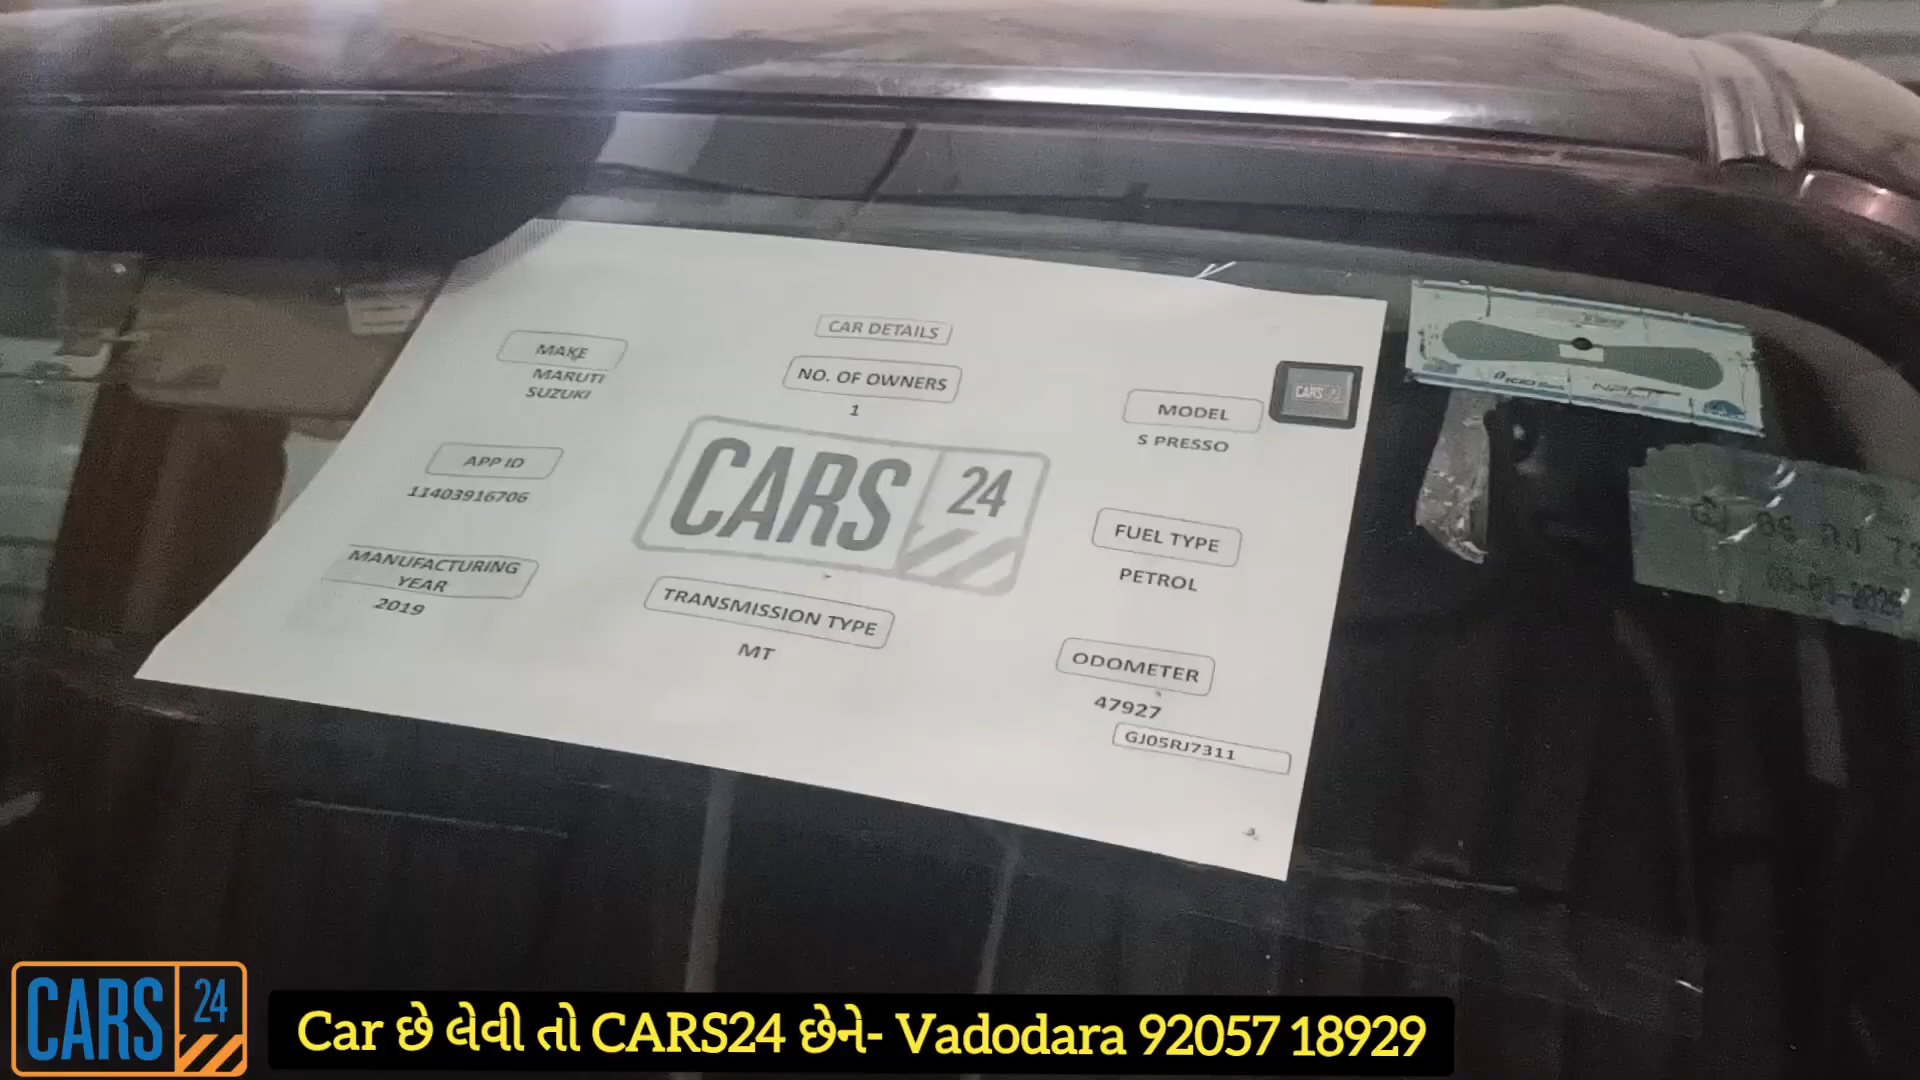 CAR DETAILS
MAKE
MARUTI
SUZUKI
NO. OF OWNERS
1
MODEL
S PRESSO
CARS24
APP ID
11403916706
CARS 24
FUEL TYPE
PETROL
MANUFACTURING
YEAR
2019
TRANSMISSION TYPE
MT
ODOMETER
47927
GJ05RJ7311
CARS 24
Car છે લેવી તો CARS24 છેને- Vadodara 92057 18929